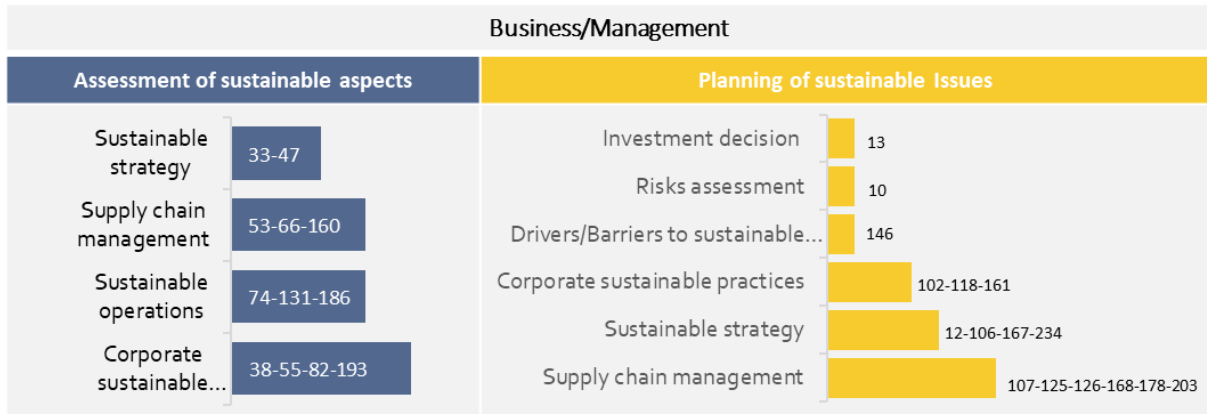 Business/Management
Assessment of sustainable aspects
Sustainable
strategy
33-47
Supply chain
management
53-66-160
Sustainable
operations
74-131-186
Corporate
sustainable...
38-55-82-193
Planning of sustainable Issues
Investment decision
13
Risks assessment
10
Drivers/Barriers to sustainable...
146
Corporate sustainable practices
102-118-161
Sustainable strategy
12-106-167-234
Supply chain management
107-125-126-168-178-203